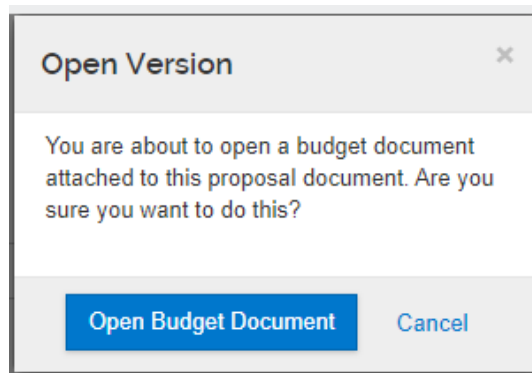 Open Version
×
You are about to open a budget document
attached to this proposal document. Are you
sure you want to do this?
Open Budget Document
Cancel